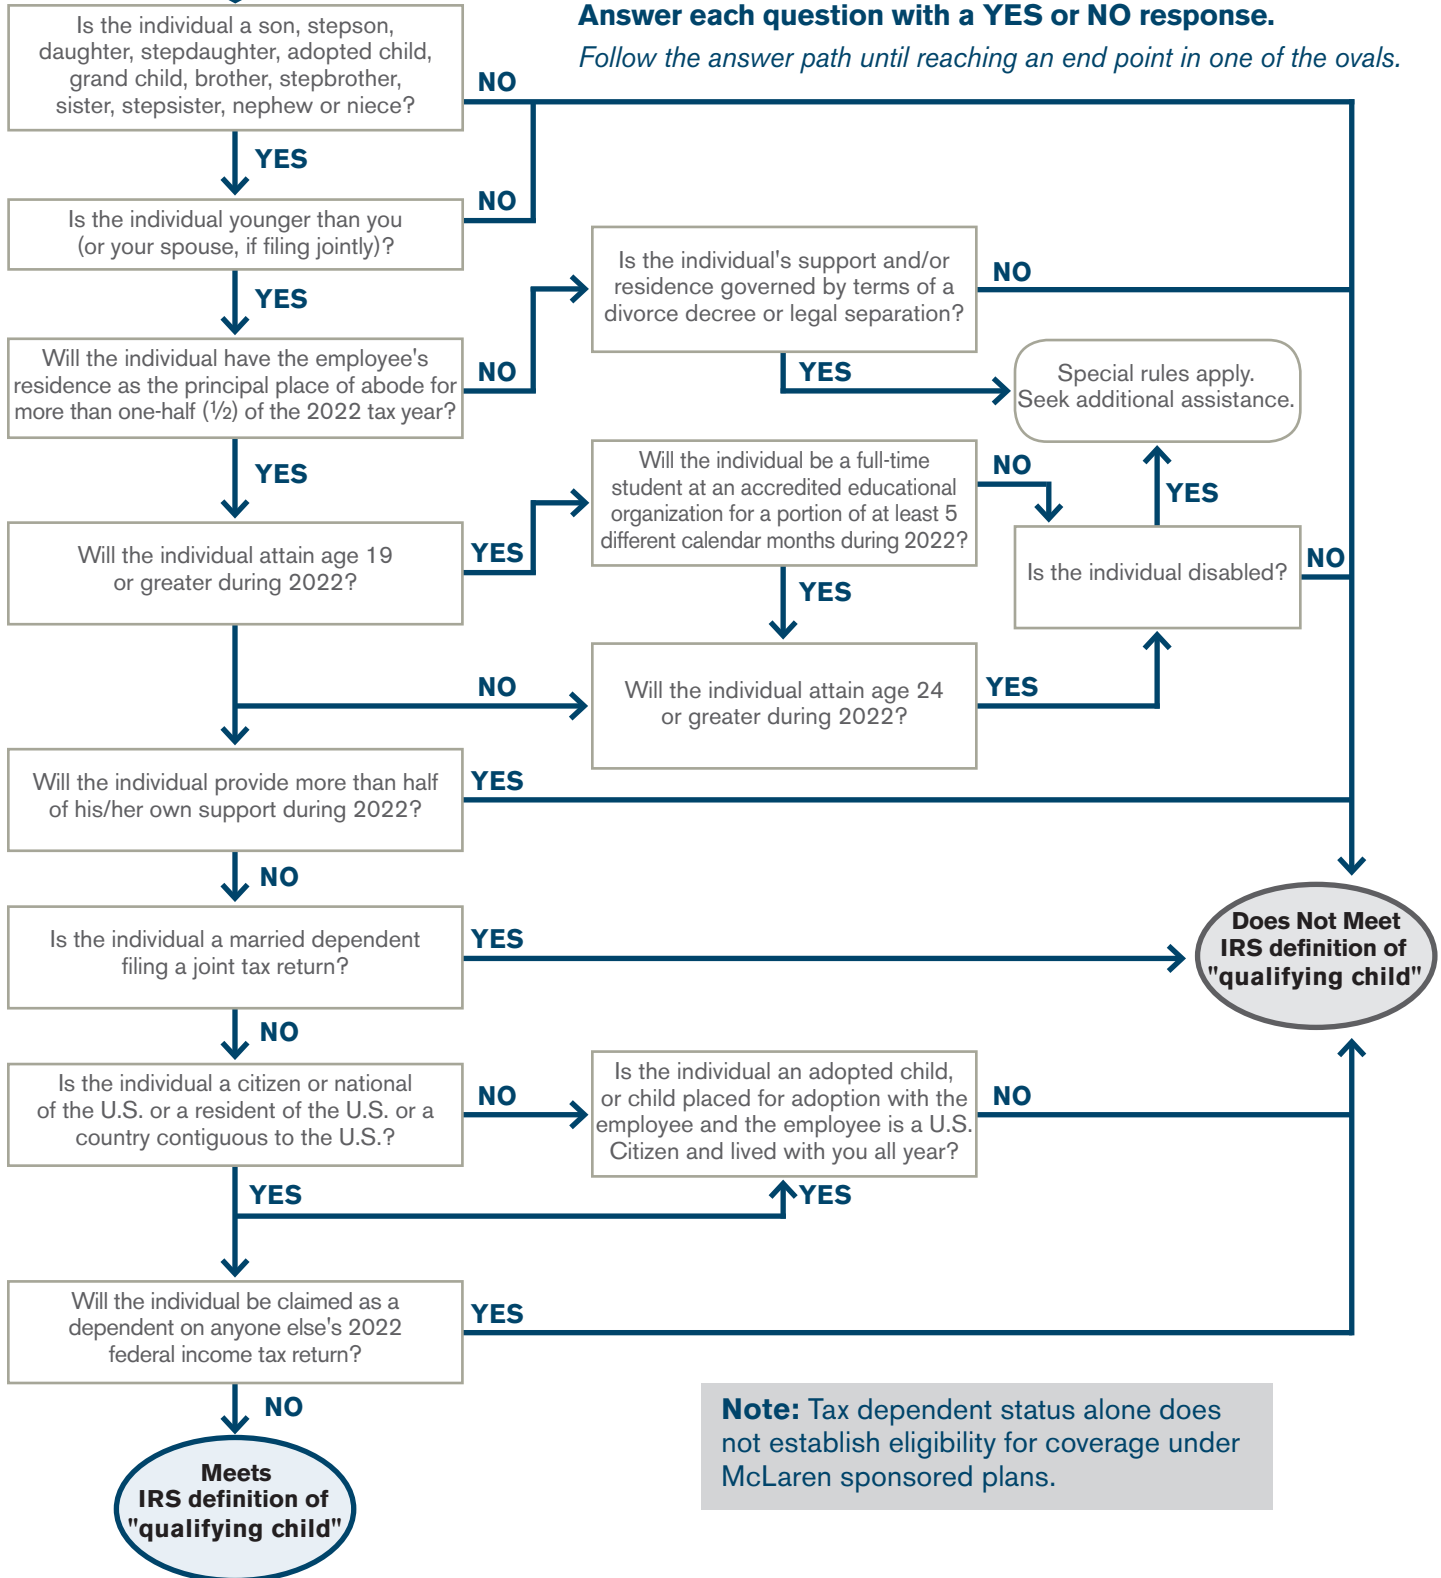 Answer each question with a YES or NO response.
Follow the answer path until reaching an end point in one of the ovals.
Is the individual a son, stepson,
daughter, stepdaughter, adopted child,
grand child, brother, stepbrother,
sister, stepsister, nephew or niece?
NO
YES
Is the individual younger than you
(or your spouse, if filing jointly)?
NO
YES
Will the individual have the employee's
residence as the principal place of abode for
more than one-half (½) of the 2022 tax year?
NO
Is the individual's support and/or
residence governed by terms of a
divorce decree or legal separation?
NO
YES
Special rules apply.
Seek additional assistance.
YES
Will the individual attain age 19
or greater during 2022?
YES
Will the individual be a full-time
student at an accredited educational
organization for a portion of at least 5
different calendar months during 2022?
NO
YES
Is the individual disabled?
NO
YES
NO
Will the individual attain age 24
or greater during 2022?
YES
Will the individual provide more than half
of his/her own support during 2022?
YES
NO
Is the individual a married dependent
filing a joint tax return?
YES
Does Not Meet
IRS definition of
"qualifying child"
NO
Is the individual a citizen or national
of the U.S. or a resident of the U.S. or a
country contiguous to the U.S.?
NO
Is the individual an adopted child,
or child placed for adoption with the
employee and the employee is a U.S.
Citizen and lived with you all year?
NO
YES
YES
Will the individual be claimed as a
dependent on anyone else's 2022
federal income tax return?
YES
NO
Meets
IRS definition of
"qualifying child"
Note: Tax dependent status alone does
not establish eligibility for coverage under
McLaren sponsored plans.